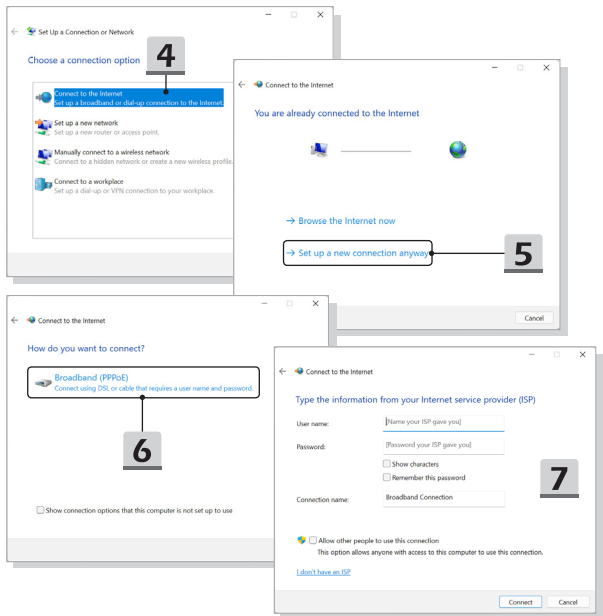 Set Up a Connection or Network
Choose a connection option
4
Connect to the Internet
Set up a broadband or dial-up connection to the Internet.
Set up a new network
Set up a new router or access point.
Manually connect to a wireless network
Connect to a hidden network or create a new wireless profile.
Connect to a workplace
Set up a dial-up or VPN connection to your workplace.
Connect to the Internet
You are already connected to the Internet
→ Browse the Internet now
→ Set up a new connection anyway
5
Cancel
Connect to the Internet
How do you want to connect?
Broadband (PPPoE)
Connect using DSL or cable that requires a user name and password.
6
Show connection options that this computer is not set up to use
Connect to the Internet
Type the information from your Internet service provider (ISP)
User name:
[Name your ISP gave you]
Password:
[Password your ISP gave you]
Show characters
Remember this password
7
Connection name:
Broadband Connection
Allow other people to use this connection
This option allows anyone with access to this computer to use this connection.
I don't have an ISP
Connect
Cancel